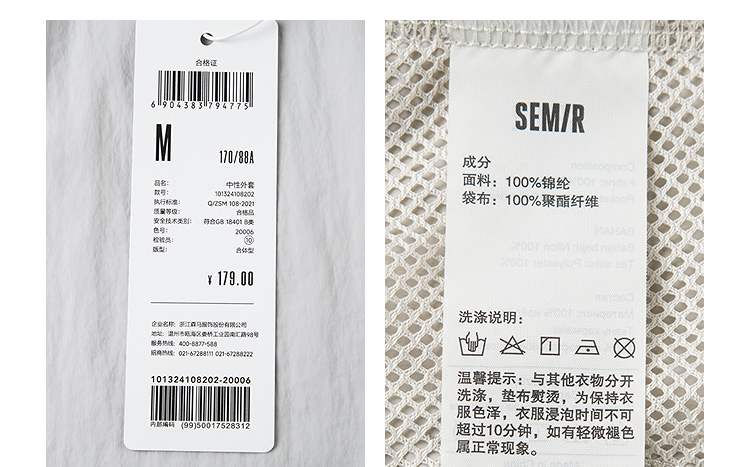 合格证
6 904383 794775
M
170/88A
品名: 中性外套
款号: 101324108202
执行标准: Q/ZSM 108-2021
质量等级: 合格品
安全技术类别: 符合GB 18401 B类
色号: 20006
检验员: ⑩
版型: 合体型
¥ 179.00
企业名称: 浙江森马服饰股份有限公司
地址: 温州市瓯海区娄桥工业园南汇路98号
服务热线: 400-8877-588
招商热线: 021-67288111 021-67288222
101324108202-20006
内部编码 (99)50017528312
SEM/R
成分
面料: 100%锦纶
袋布: 100%聚酯纤维
洗涤说明:
温馨提示: 与其他衣物分开
洗涤, 垫布熨烫, 为保持衣
服色泽, 衣服浸泡时间不可
超过10分钟, 如有轻微褪色
属正常现象。